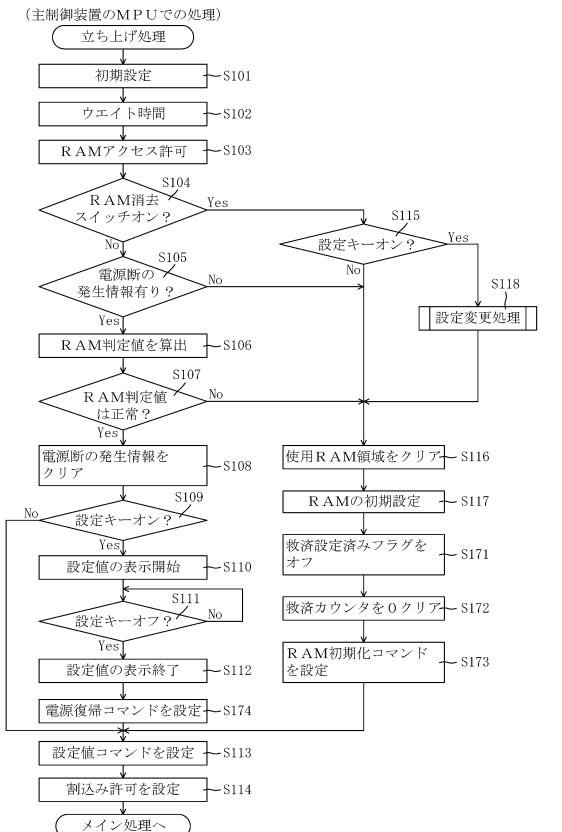 （主制御装置のＭＰＵでの処理）
立ち上げ処理
初期設定
S101
ウエイト時間
S102
ＲＡＭアクセス許可
S103
S104
ＲＡＭ消去
スイッチオン？
Yes
No
S115
設定キーオン？
Yes
No
S105
電源断の
発生情報有り？
No
Yes
S118
設定変更処理
ＲＡＭ判定値を算出
S106
S107
ＲＡＭ判定値
は正常？
No
Yes
電源断の発生情報を
クリア
S108
使用ＲＡＭ領域をクリア
S116
S109
設定キーオン？
No
Yes
ＲＡＭの初期設定
S117
救済設定済みフラグを
オフ
S171
設定値の表示開始
S110
S111
設定キーオフ？
No
Yes
救済カウンタを０クリア
S172
ＲＡＭ初期化コマンド
を設定
S173
設定値の表示終了
S112
電源復帰コマンドを設定
S174
設定値コマンドを設定
S113
割込み許可を設定
S114
メイン処理へ